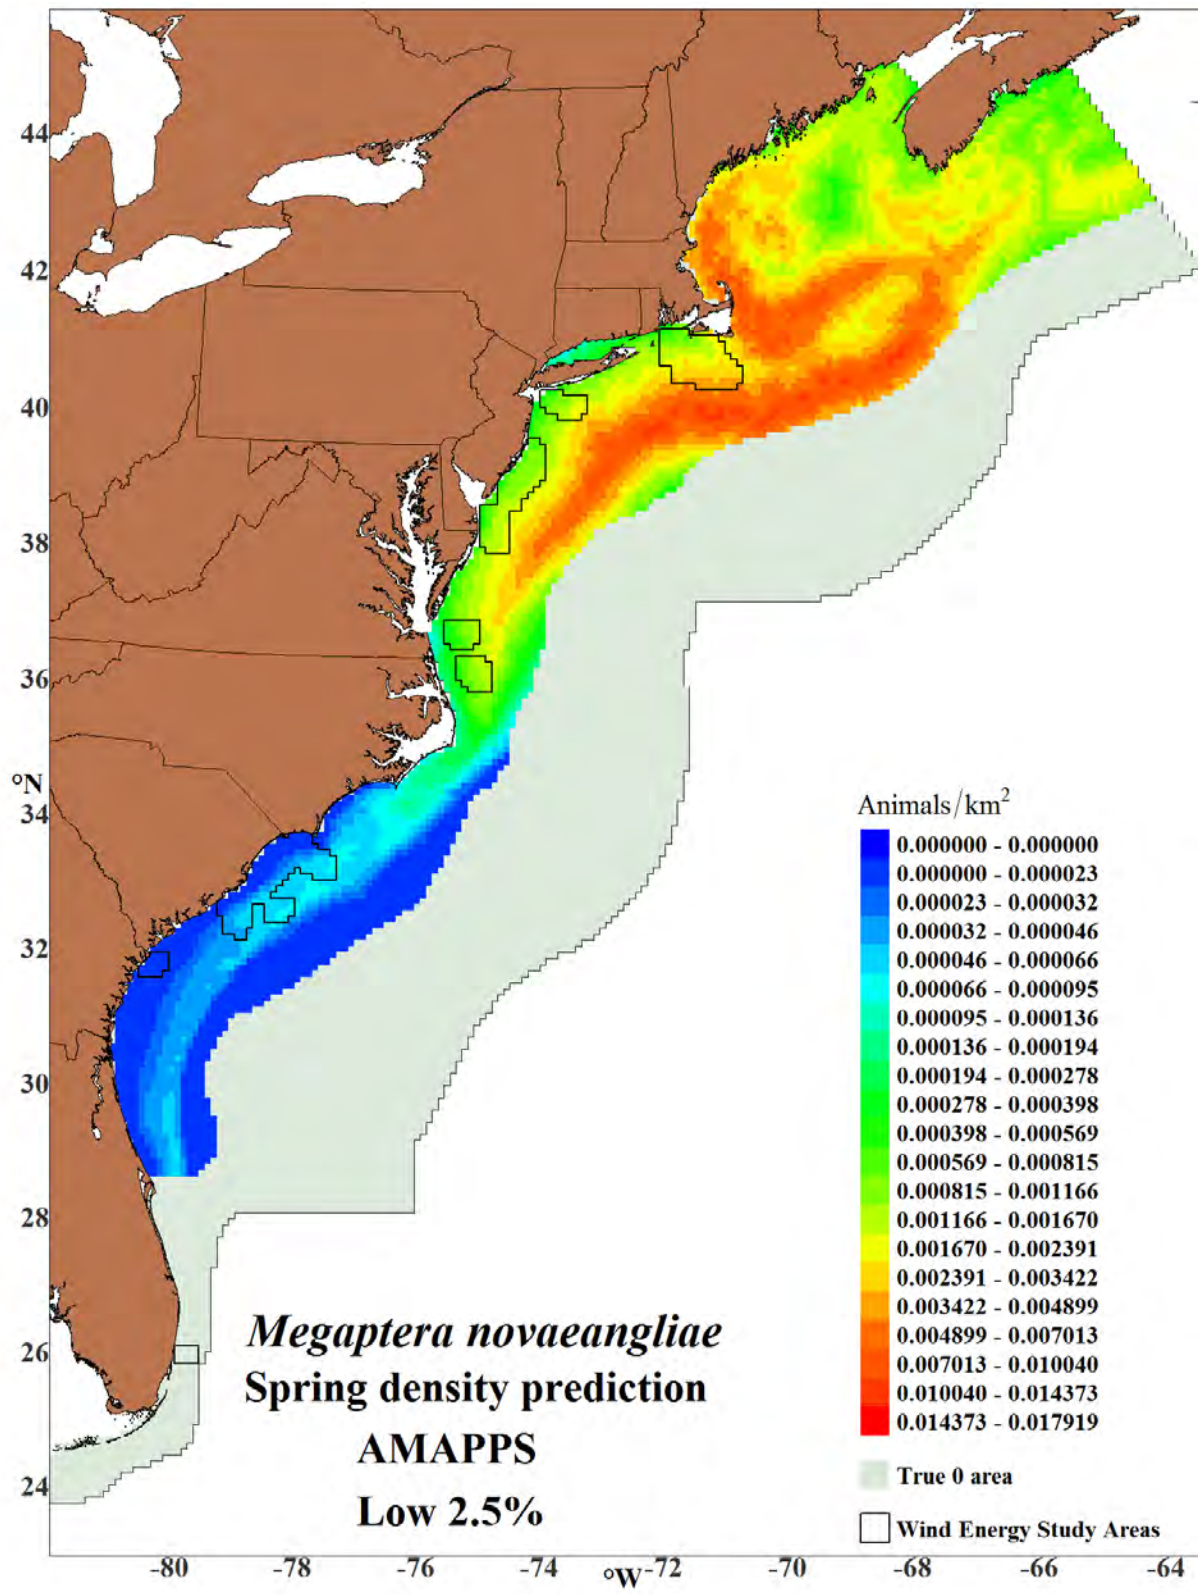 44
42
40
38
36
°N
34
32
30
28
26
24
Animals/km²
0.000000 - 0.000000
0.000000 - 0.000023
0.000023 - 0.000032
0.000032 - 0.000046
0.000046 - 0.000066
0.000066 - 0.000095
0.000095 - 0.000136
0.000136 - 0.000194
0.000194 - 0.000278
0.000278 - 0.000398
0.000398 - 0.000569
0.000569 - 0.000815
0.000815 - 0.001166
0.001166 - 0.001670
0.001670 - 0.002391
0.002391 - 0.003422
0.003422 - 0.004899
0.004899 - 0.007013
0.007013 - 0.010040
0.010040 - 0.014373
0.014373 - 0.017919
True 0 area
Wind Energy Study Areas
Megaptera novaeangliae
Spring density prediction
AMAPPS
Low 2.5%
-80 -78 -76 -74 °W -72 -70 -68 -66 -64